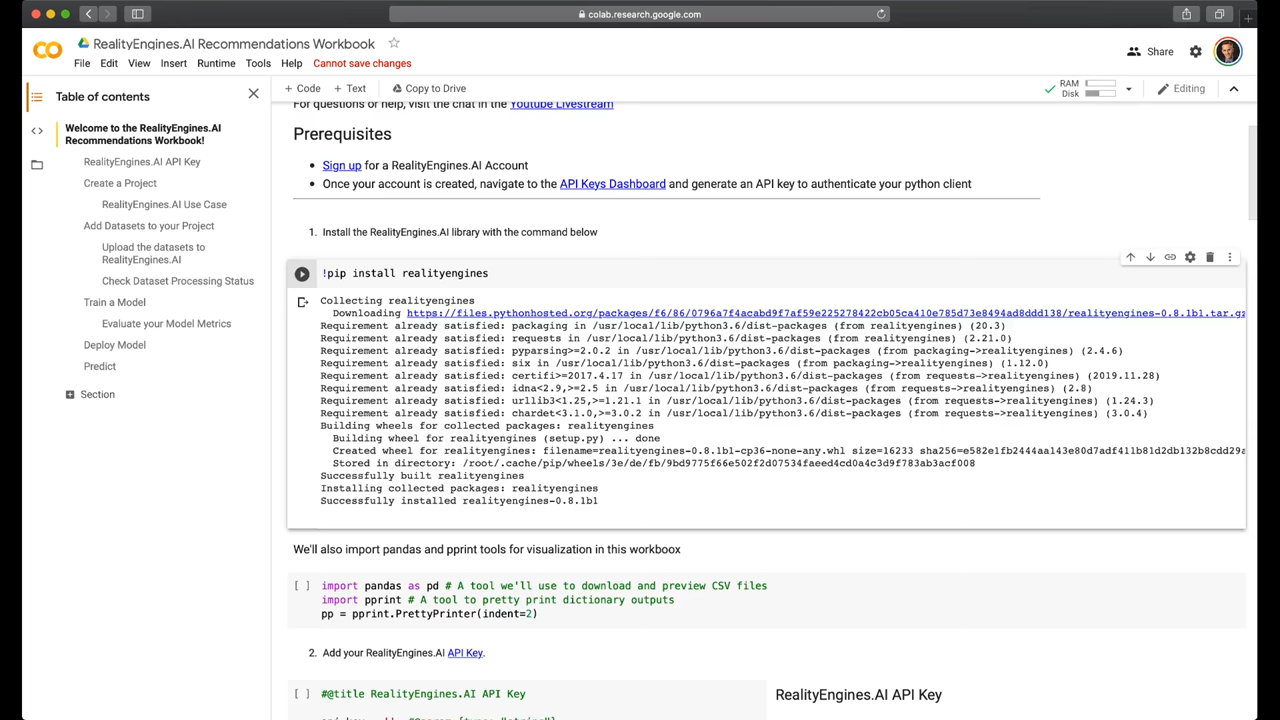 colab.research.google.com
RealityEngines.AI Recommendations Workbook
File Edit View Insert Runtime Tools Help Cannot save changes
Share
+ Code + Text Copy to Drive
RAM
Disk
Editing
Table of contents
Welcome to the RealityEngines.AI
Recommendations Workbook!
RealityEngines.AI API Key
Create a Project
RealityEngines.AI Use Case
Add Datasets to your Project
Upload the datasets to
RealityEngines.AI
Check Dataset Processing Status
Train a Model
Evaluate your Model Metrics
Deploy Model
Predict
Section
For questions or help, visit the chat in the Youtube Livestream
Prerequisites
• Sign up for a RealityEngines.AI Account
• Once your account is created, navigate to the API Keys Dashboard and generate an API key to authenticate your python client
1. Install the RealityEngines.AI library with the command below
!pip install realityengines
Collecting realityengines
Downloading https://files.pythonhosted.org/packages/f6/86/0796a7f4acabd9f7af59e225278422cb05ca410e785d73e8494ad8ddd138/realityengines-0.8.1b1.tar.gz
Requirement already satisfied: packaging in /usr/local/lib/python3.6/dist-packages (from realityengines) (20.3)
Requirement already satisfied: requests in /usr/local/lib/python3.6/dist-packages (from realityengines) (2.21.0)
Requirement already satisfied: pyparsing>=2.0.2 in /usr/local/lib/python3.6/dist-packages (from packaging->realityengines) (2.4.6)
Requirement already satisfied: six in /usr/local/lib/python3.6/dist-packages (from packaging->realityengines) (1.12.0)
Requirement already satisfied: certifi>=2017.4.17 in /usr/local/lib/python3.6/dist-packages (from requests->realityengines) (2019.11.28)
Requirement already satisfied: idna<2.9,>=2.5 in /usr/local/lib/python3.6/dist-packages (from requests->realityengines) (2.8)
Requirement already satisfied: urllib3<1.25,>=1.21.1 in /usr/local/lib/python3.6/dist-packages (from requests->realityengines) (1.24.3)
Requirement already satisfied: chardet<3.1.0,>=3.0.2 in /usr/local/lib/python3.6/dist-packages (from requests->realityengines) (3.0.4)
Building wheels for collected packages: realityengines
Building wheel for realityengines (setup.py) ... done
Created wheel for realityengines: filename=realityengines-0.8.1b1-cp36-none-any.whl size=16233 sha256=e582e1fb2444aa143e80d7adf411b81d2db132b8cdd29a
Stored in directory: /root/.cache/pip/wheels/3e/de/fb/9bd9775f66e502f2d07534faeed4cd0a4c3d9f783ab3acf008
Successfully built realityengines
Installing collected packages: realityengines
Successfully installed realityengines-0.8.1b1
We'll also import pandas and pprint tools for visualization in this workboox
[ ] import pandas as pd # A tool we'll use to download and preview CSV files
import pprint # A tool to pretty print dictionary outputs
pp = pprint.PrettyPrinter(indent=2)
2. Add your RealityEngines.AI API Key.
[ ] #@title RealityEngines.AI API Key
RealityEngines.AI API Key